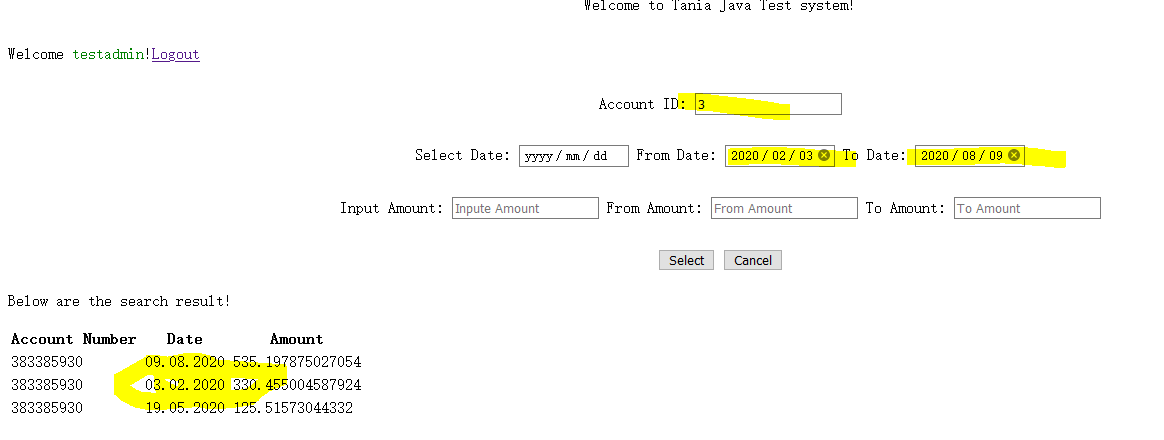 Welcome to Tania Java Test system!
Welcome testadmin!Logout
Account ID: 3
Select Date: yyyy/mm/dd From Date: 2020/02/03 To Date: 2020/08/09
Input Amount: Inpute Amount From Amount: From Amount To Amount: To Amount
Select Cancel
Below are the search result!
Account Number Date Amount
383385930 09.08.2020 535.197875027054
383385930 03.02.2020 330.455004587924
383385930 19.05.2020 125.51573044332